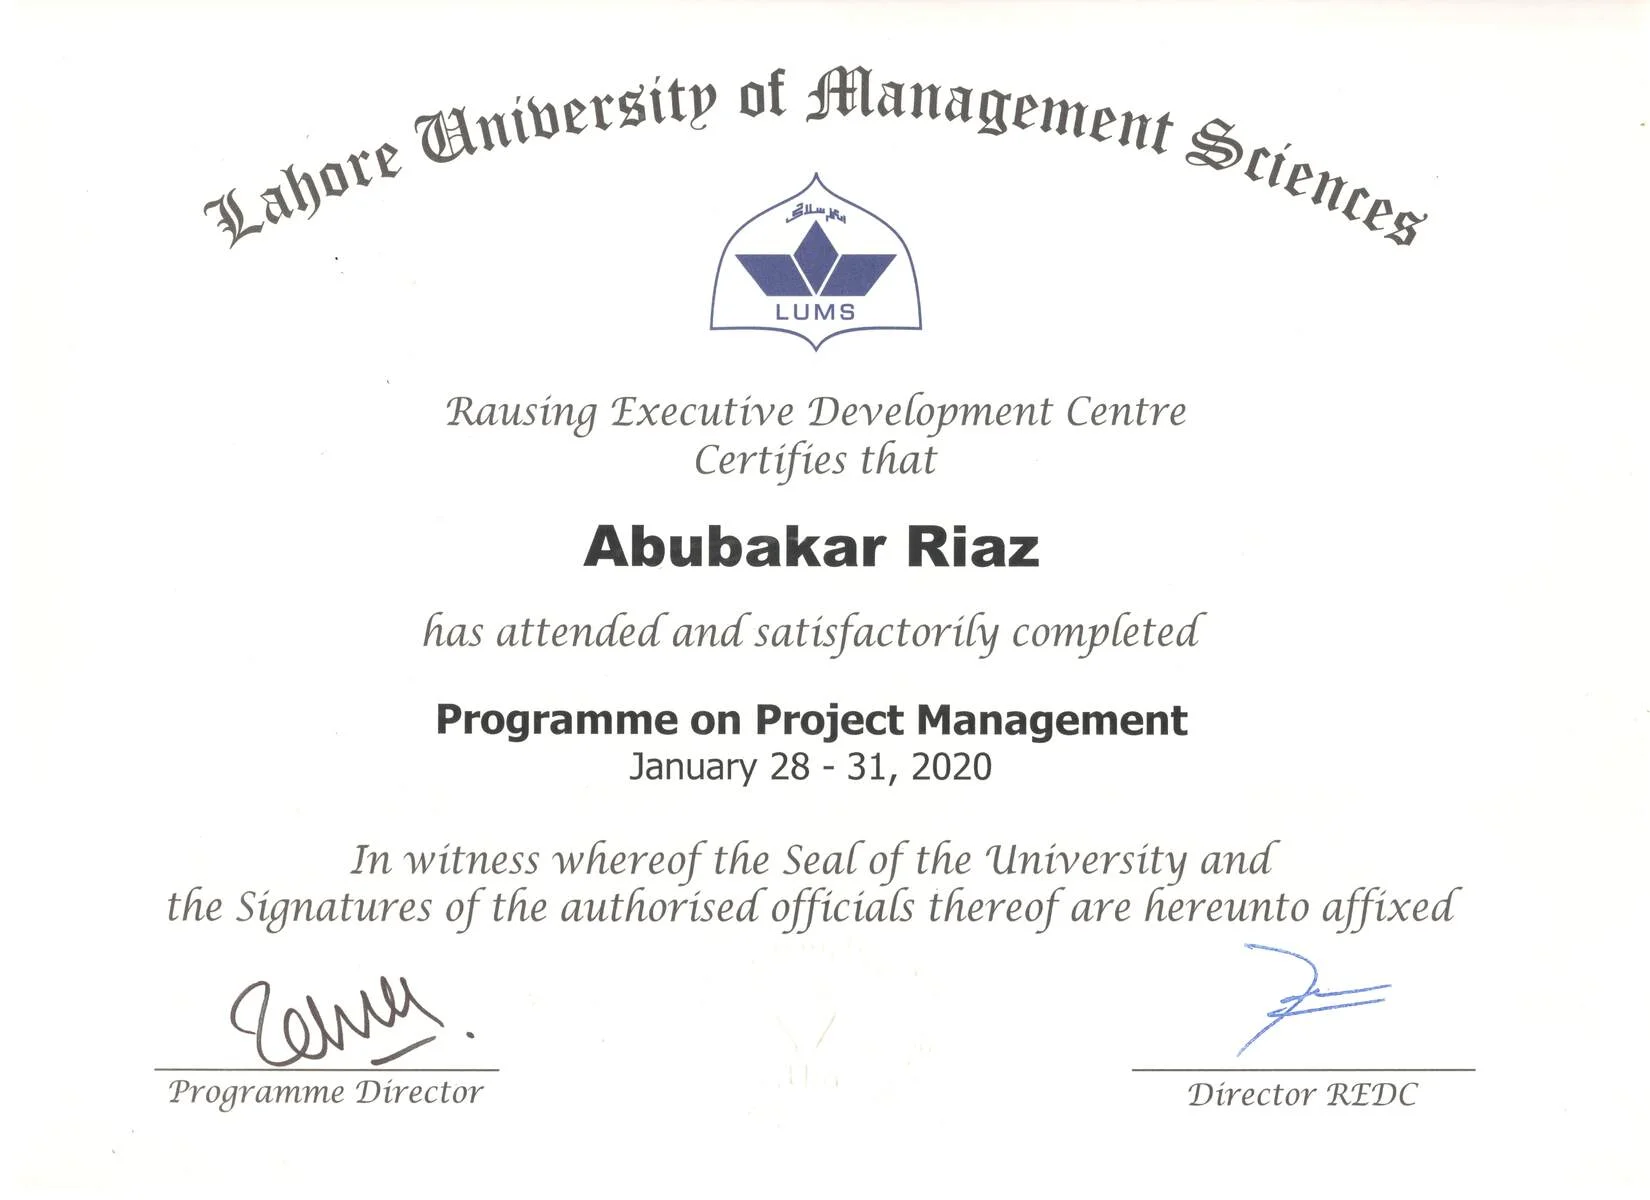 Lahore University of Management Sciences
LUMS
Rausing Executive Development Centre
Certifies that
Abubakar Riaz
has attended and satisfactorily completed
Programme on Project Management
January 28 - 31, 2020
In witness whereof the Seal of the University and
the Signatures of the authorised officials thereof are hereunto affixed
Programme Director
Director REDC